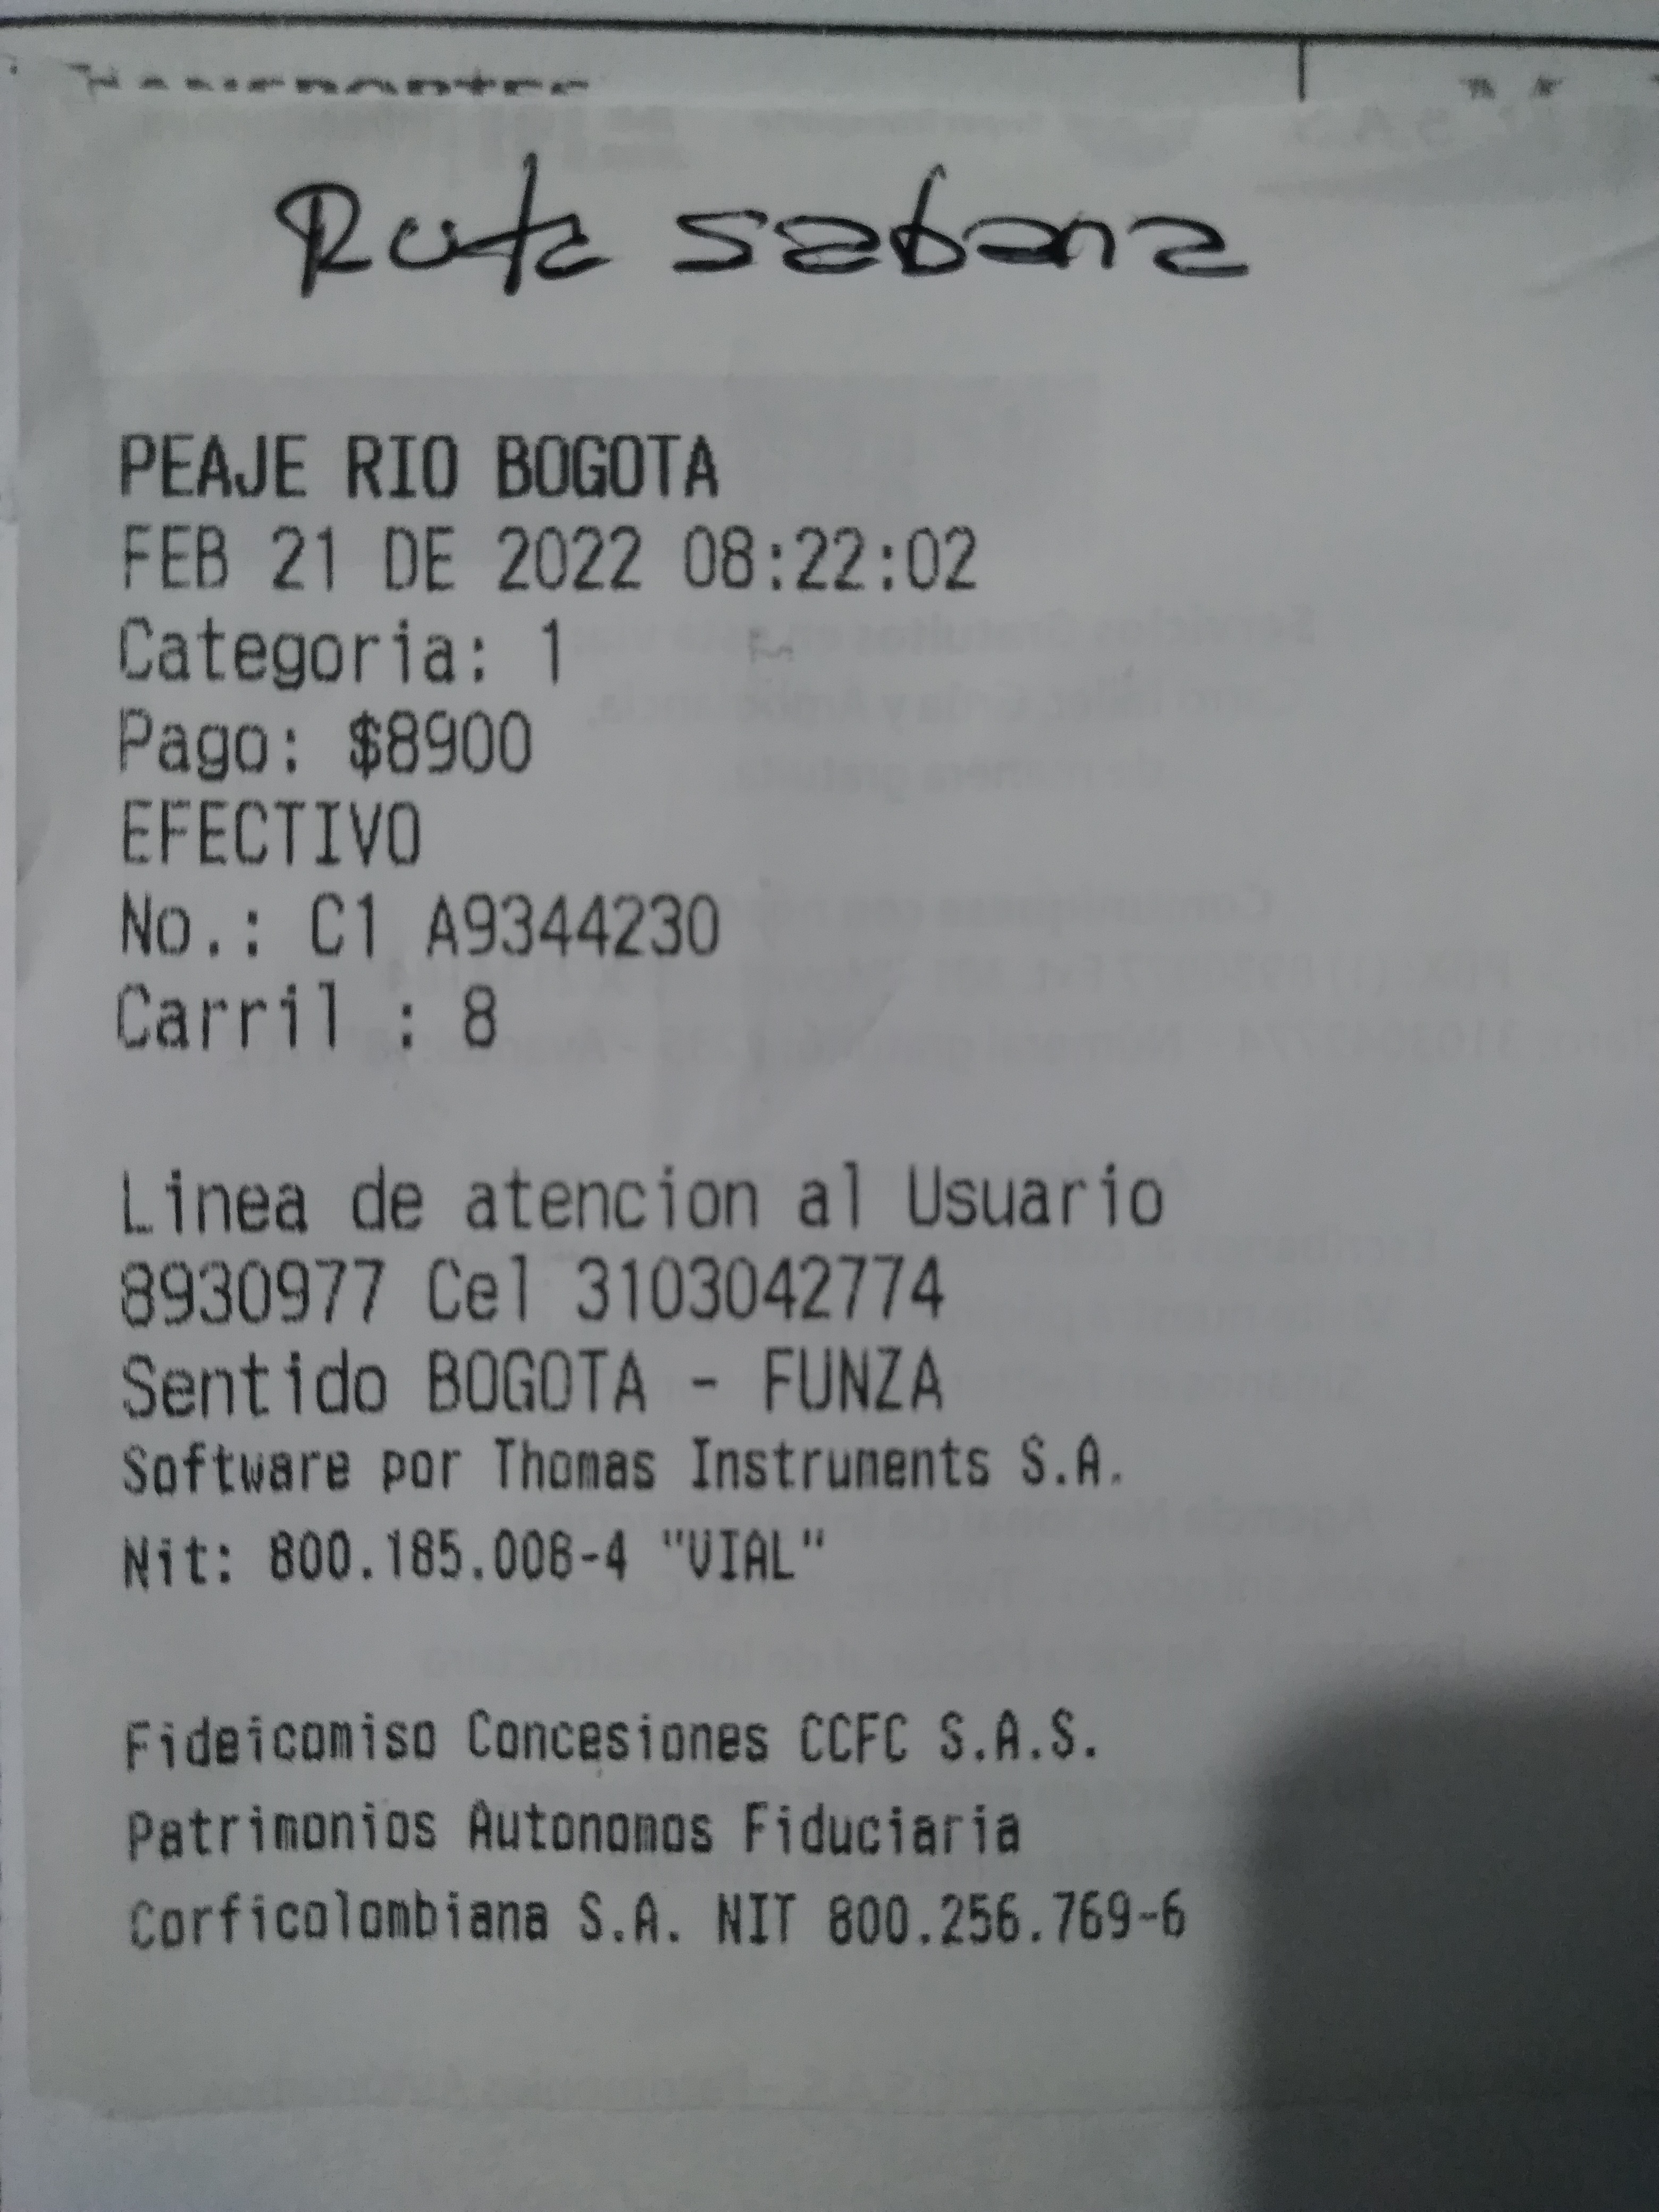 Ruta sabana
PEAJE RIO BOGOTA
FEB 21 DE 2022 08:22:02
Categoria: 1
Pago: $8900
EFECTIVO
No.: C1 A9344230
Carril : 8
Linea de atencion al Usuario
8930977 Cel 3103042774
Sentido BOGOTA - FUNZA
Software por Thomas Instruments S.A.
Nit: 800.185.008-4 "VIAL"
Fideicomiso Concesiones CCFC S.A.S.
Patrimonios Autonomos Fiduciaria
Corficolombiana S.A. NIT 800.256.769-6